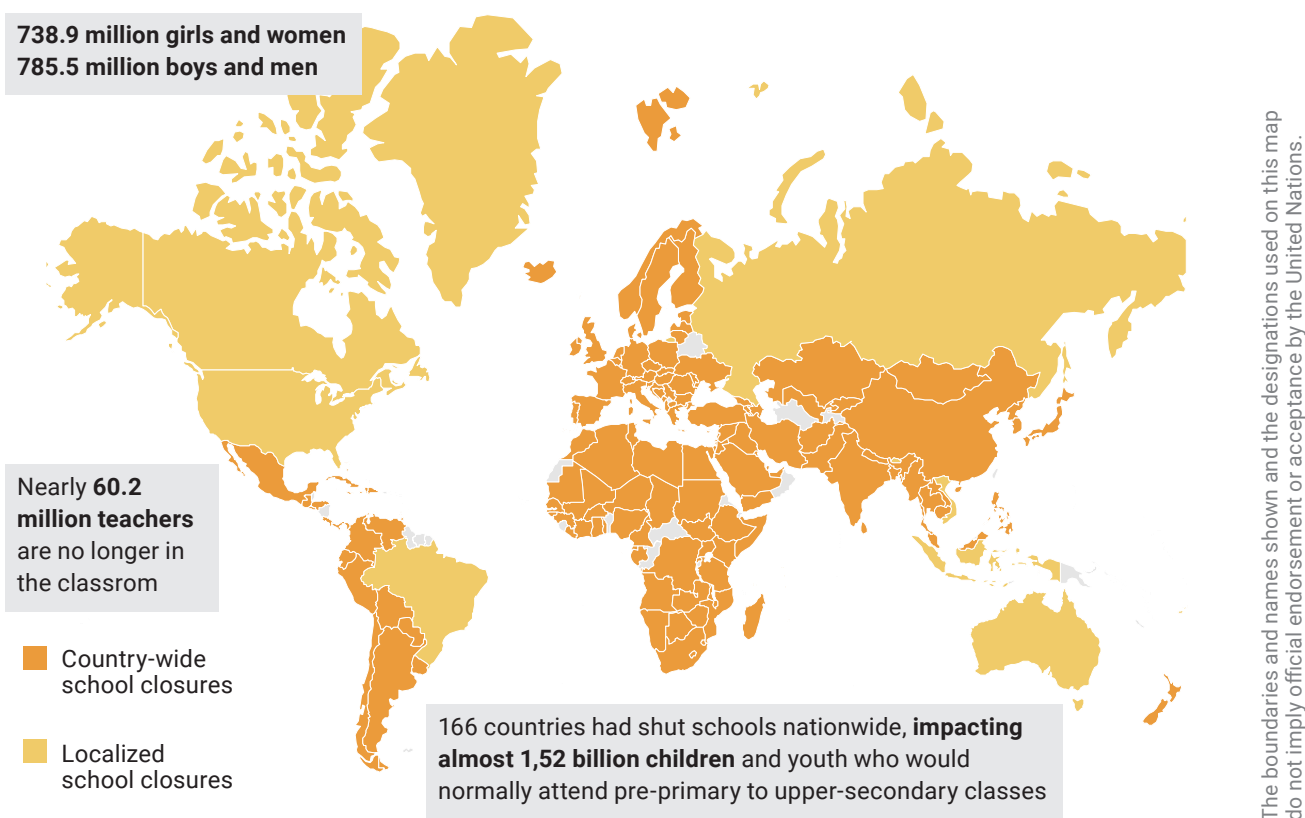 738.9 million girls and women
785.5 million boys and men
Nearly 60.2
million teachers
are no longer in
the classrom
Country-wide
school closures
Localized
school closures
166 countries had shut schools nationwide, impacting
almost 1,52 billion children and youth who would
normally attend pre-primary to upper-secondary classes
The boundaries and names shown and the designations used on this map
do not imply official endorsement or acceptance by the United Nations.